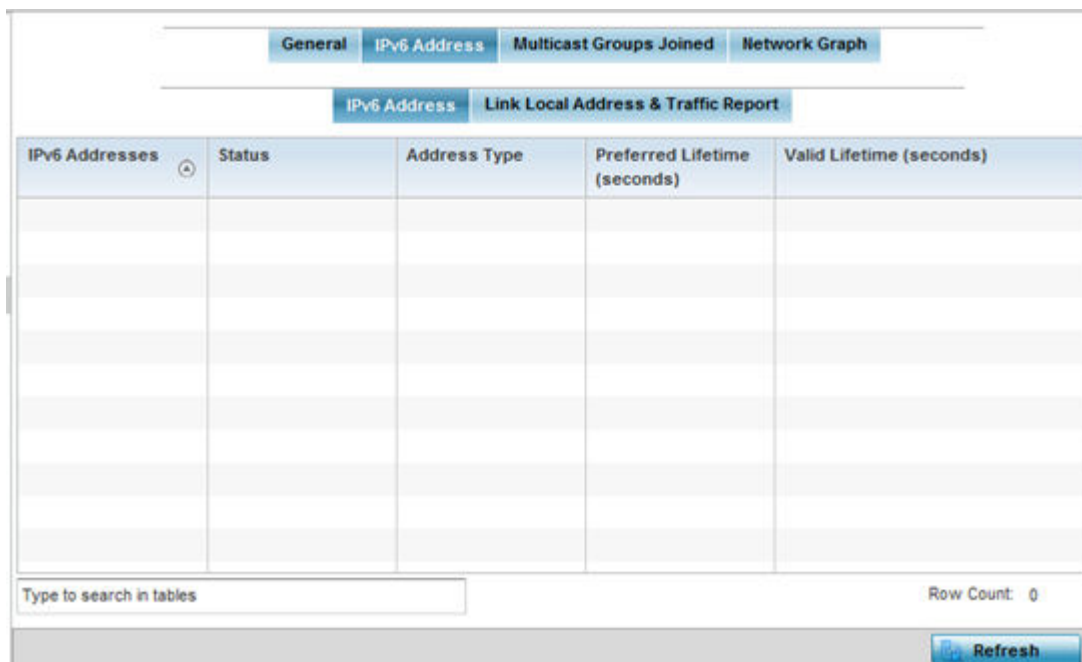 General IPv6 Address Multicast Groups Joined Network Graph
IPv6 Address Link Local Address & Traffic Report
IPv6 Addresses Status Address Type Preferred Lifetime (seconds) Valid Lifetime (seconds)
Type to search in tables Row Count: 0
Refresh